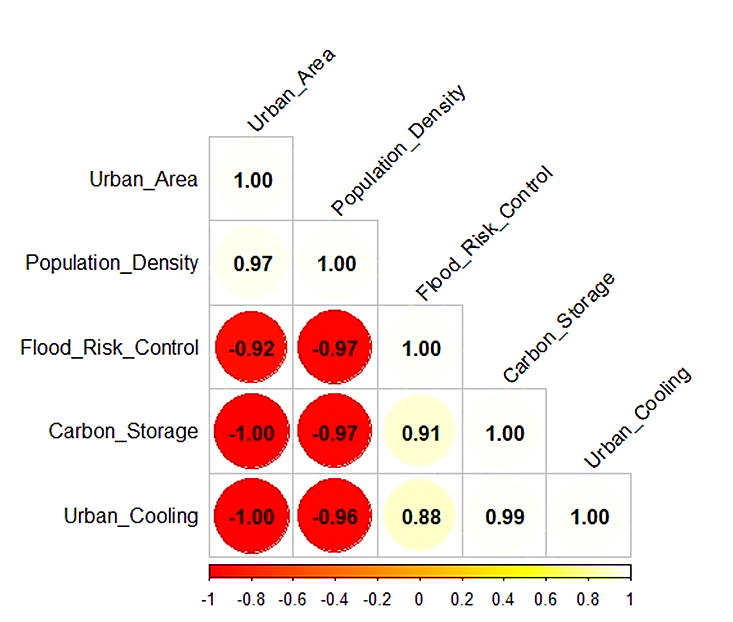 Urban_Area
Population_Density
Flood_Risk_Control
Carbon_Storage
Urban_Cooling
Urban_Area 1.00
Population_Density 0.97 1.00
Flood_Risk_Control -0.92 -0.97 1.00
Carbon_Storage -1.00 -0.97 0.91 1.00
Urban_Cooling -1.00 -0.96 0.88 0.99 1.00
-1 -0.8 -0.6 -0.4 -0.2 0 0.2 0.4 0.6 0.8 1